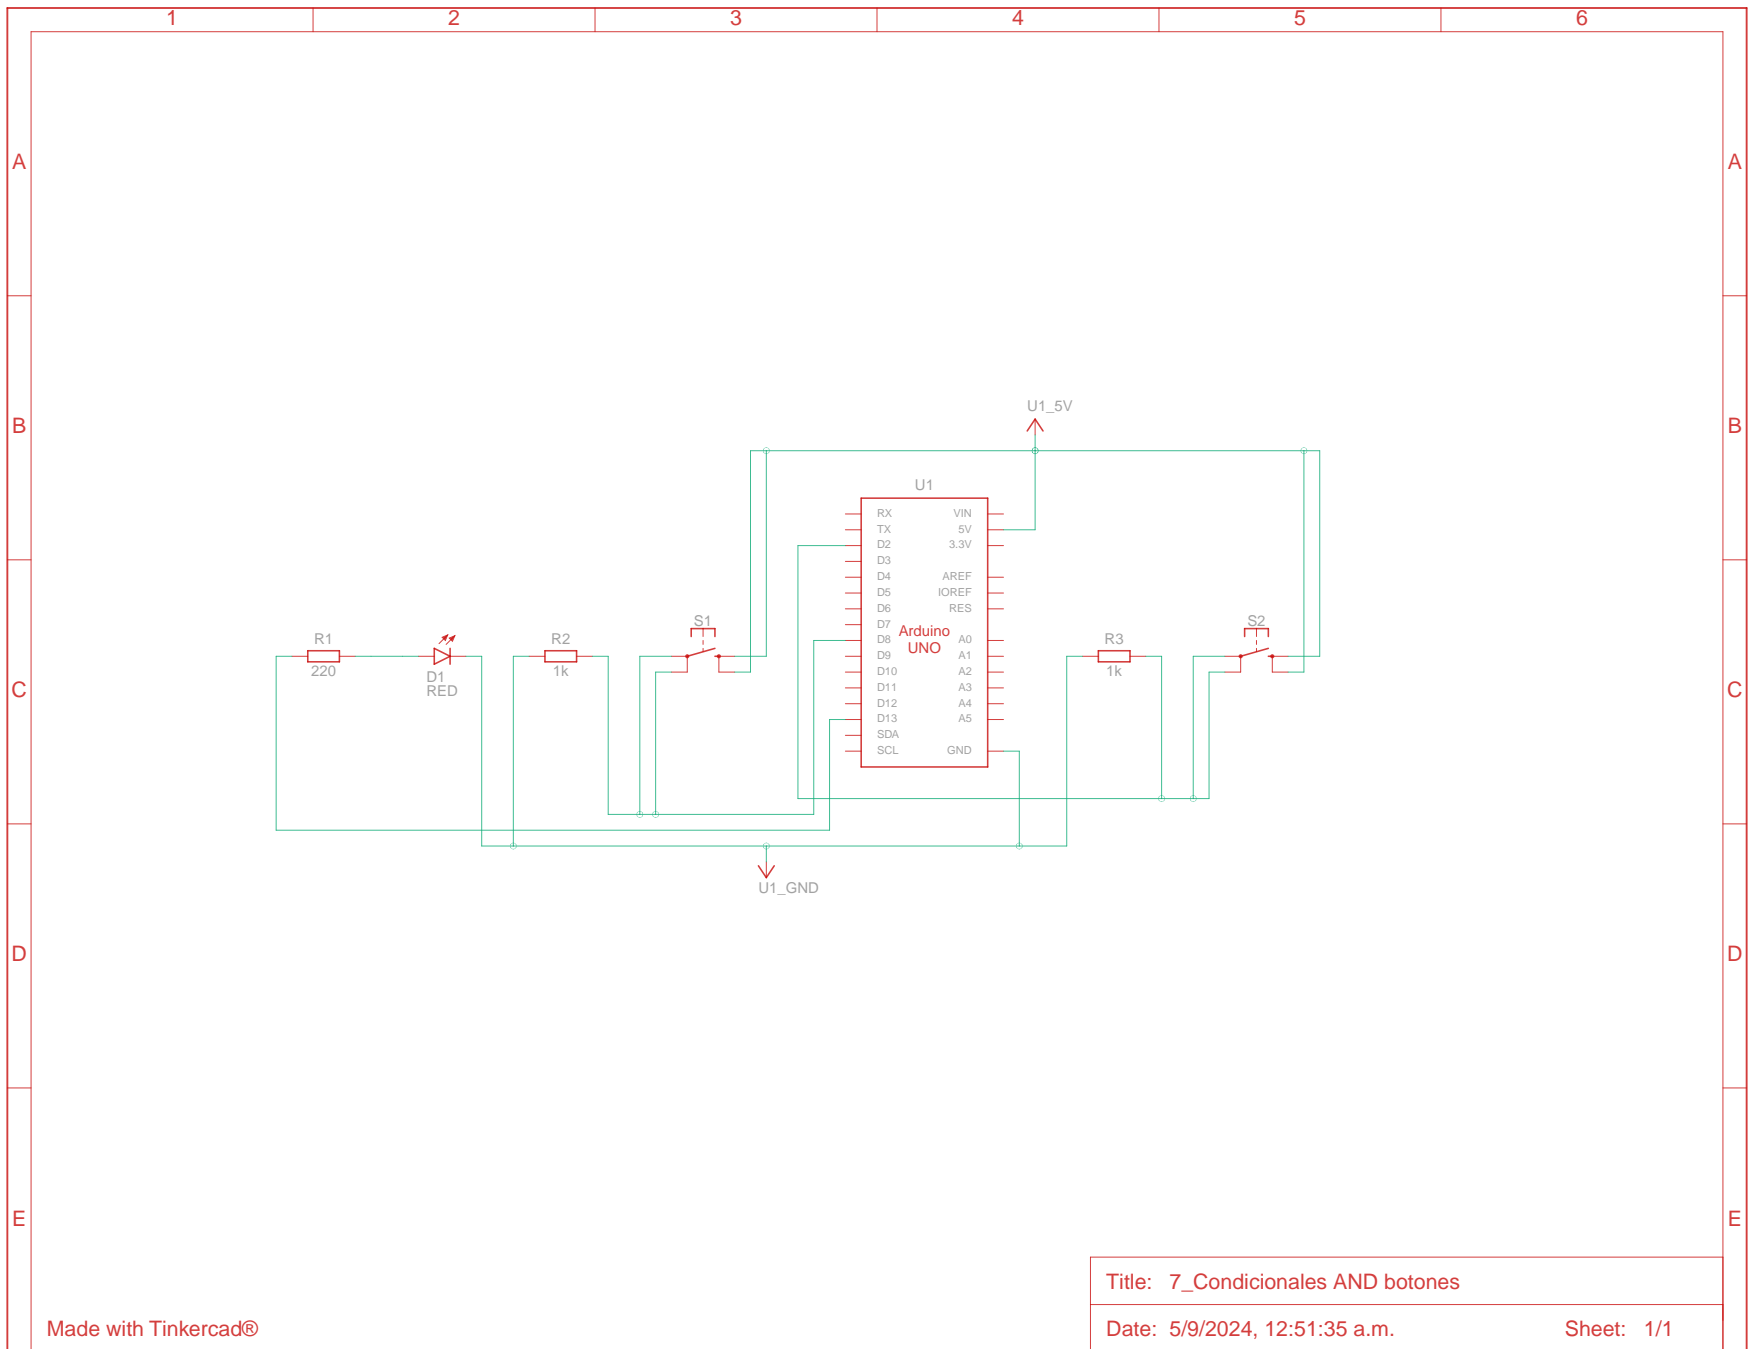 1 2 3 4 5 6
A A
U1_5V
B B
U1
RX VIN
TX 5V
D2 3.3V
D3
D4 AREF
D5 IOREF
D6 RES
D7
S1 S2
R1 R2 D8 Arduino A0 R3
UNO
D9 A1
220 1k D10 A2 1k
D1
RED
D11 A3
C C
D12 A4
D13 A5
SDA
SCL GND
U1_GND
D D
E E
Title: 7_Condicionales AND botones
Made with Tinkercad®
Date: 5/9/2024, 12:51:35 a.m. Sheet: 1/1